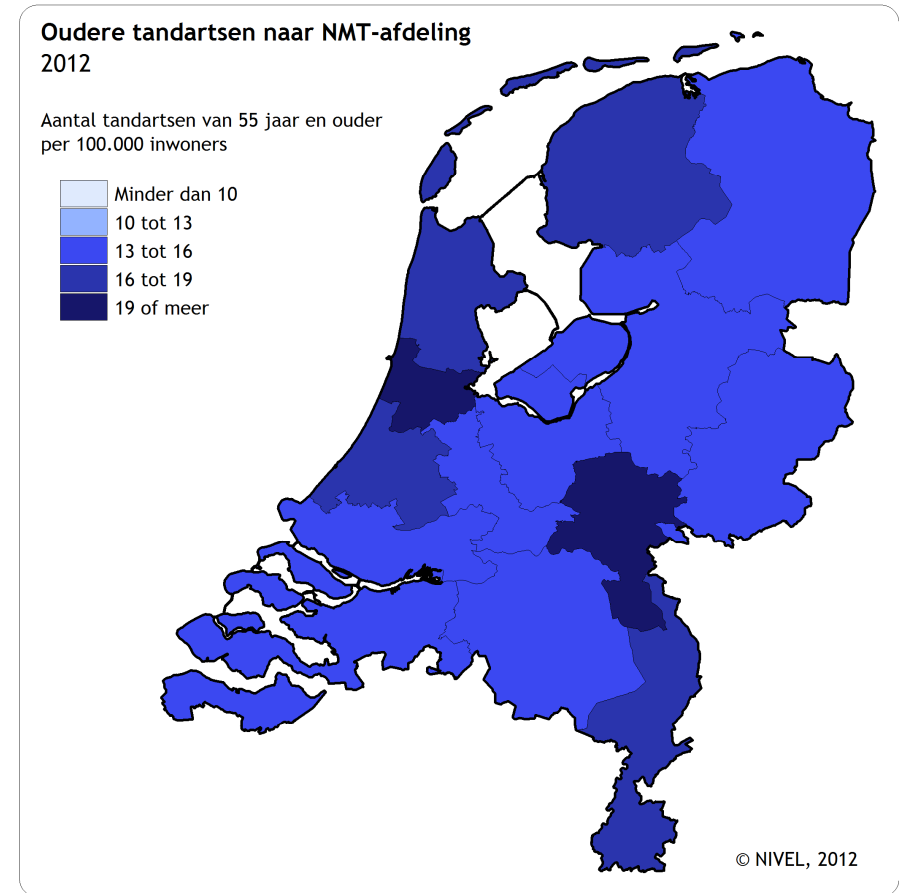 Oudere tandartsen naar NMT-afdeling
2012
Aantal tandartsen van 55 jaar en ouder
per 100.000 inwoners
Minder dan 10
10 tot 13
13 tot 16
16 tot 19
19 of meer
© NIVEL, 2012